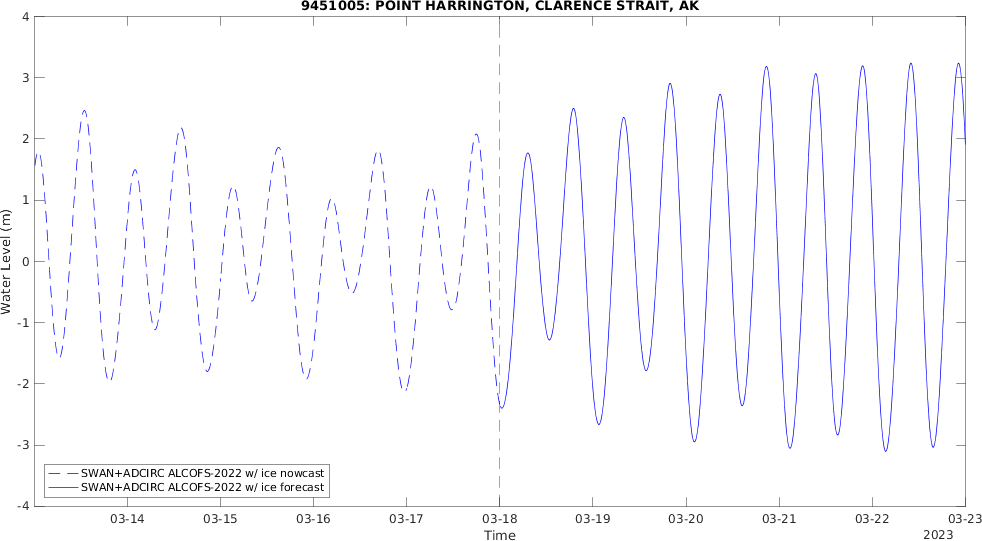 9451005: POINT HARRINGTON, CLARENCE STRAIT, AK
4
3
2
1
0
-1
-2
-3
-4
Water Level (m)
SWAN+ADCIRC ALCOFS-2022 w/ ice nowcast
SWAN+ADCIRC ALCOFS-2022 w/ ice forecast
03-14 03-15 03-16 03-17 03-18 03-19 03-20 03-21 03-22 03-23
Time
2023